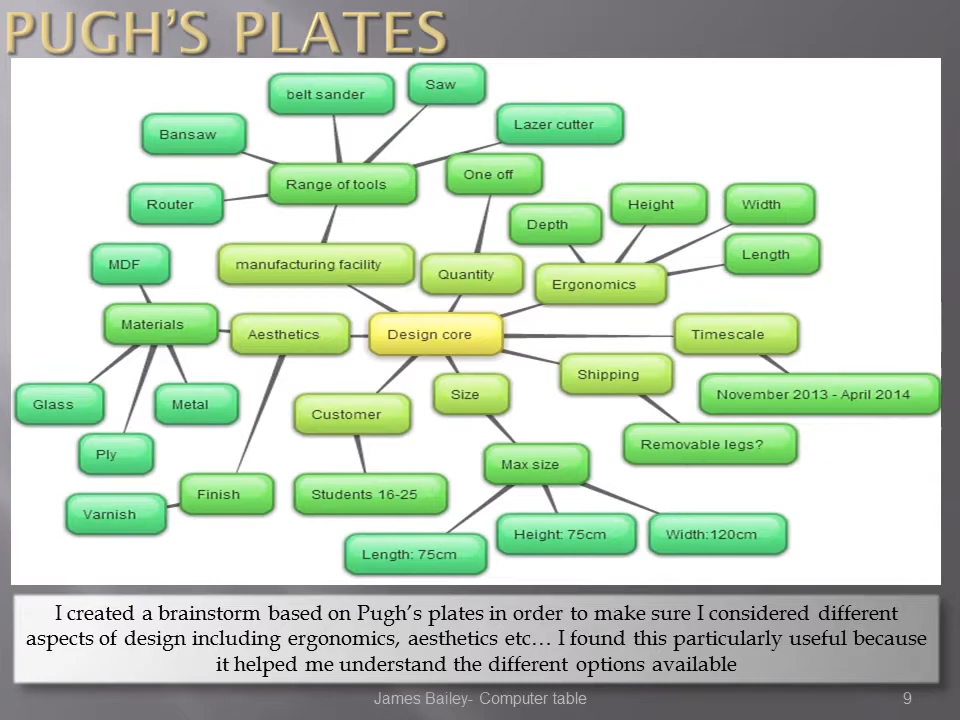 PUGH'S PLATES
Saw
belt sander
Lazer cutter
Bansaw
One off
Range of tools
Router
Height
Width
Depth
Length
MDF
manufacturing facility
Quantity
Ergonomics
Materials
Aesthetics
Design core
Timescale
Shipping
November 2013 - April 2014
Size
Glass
Metal
Customer
Removable legs?
Ply
Max size
Finish
Students 16-25
Varnish
Height: 75cm
Width:120cm
Length: 75cm
I created a brainstorm based on Pugh's plates in order to make sure I considered different
aspects of design including ergonomics, aesthetics etc… I found this particularly useful because
it helped me understand the different options available
James Bailey- Computer table
9